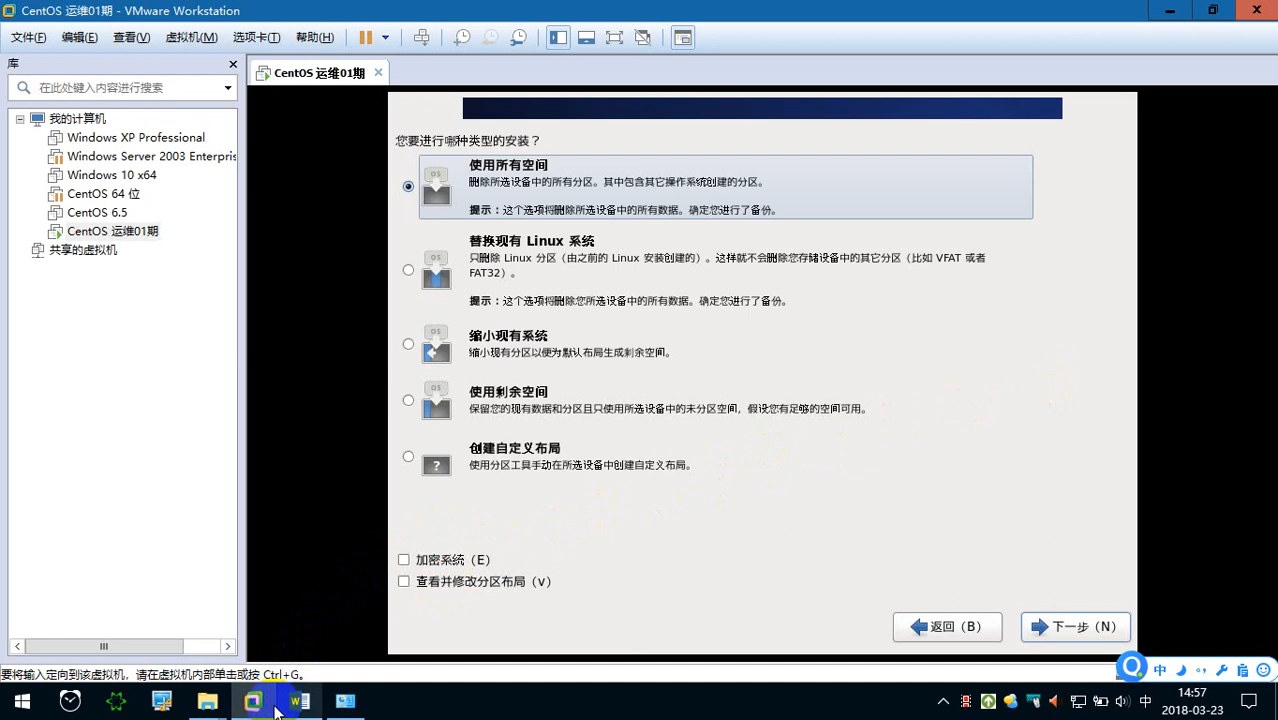 CentOS 运维01期 - VMware Workstation
文件(F) 编辑(E) 查看(V) 虚拟机(M) 选项卡(T) 帮助(H)
库
CentOS 运维01期
在此处键入内容进行搜索
我的计算机
Windows XP Professional
Windows Server 2003 Enterpris
Windows 10 x64
CentOS 64 位
CentOS 6.5
CentOS 运维01期
共享的虚拟机
您要进行哪种类型的安装？
使用所有空间
删除所选设备中的所有分区。其中包含其它操作系统创建的分区。
提示：这个选项将删除所选设备中的所有数据。确定您进行了备份。
替换现有 Linux 系统
只删除 Linux 分区（由之前的 Linux 安装创建的）。这样就不会删除您存储设备中的其它分区（比如 VFAT 或者
FAT32）。
提示：这个选项将删除您所选设备中的所有数据。确定您进行了备份。
缩小现有系统
缩小现有分区以便为默认布局生成剩余空间。
使用剩余空间
保留您的现有数据和分区且只使用所选设备中的未分区空间，假设您有足够的空间可用。
创建自定义布局
使用分区工具手动在所选设备中创建自定义布局。
加密系统（E）
查看并修改分区布局（v）
返回（B）
下一步（N）
要将输入定向到该虚拟机，请在虚拟机内部单击或按 Ctrl+G。
中
中
14:57
2018-03-23